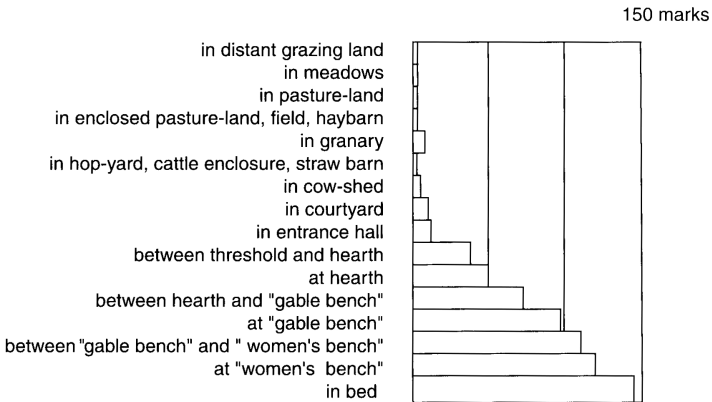 150 marks
in distant grazing land
in meadows
in pasture-land
in enclosed pasture-land, field, haybarn
in granary
in hop-yard, cattle enclosure, straw barn
in cow-shed
in courtyard
in entrance hall
between threshold and hearth
at hearth
between hearth and "gable bench"
at "gable bench"
between "gable bench" and " women's bench"
at "women's bench"
in bed